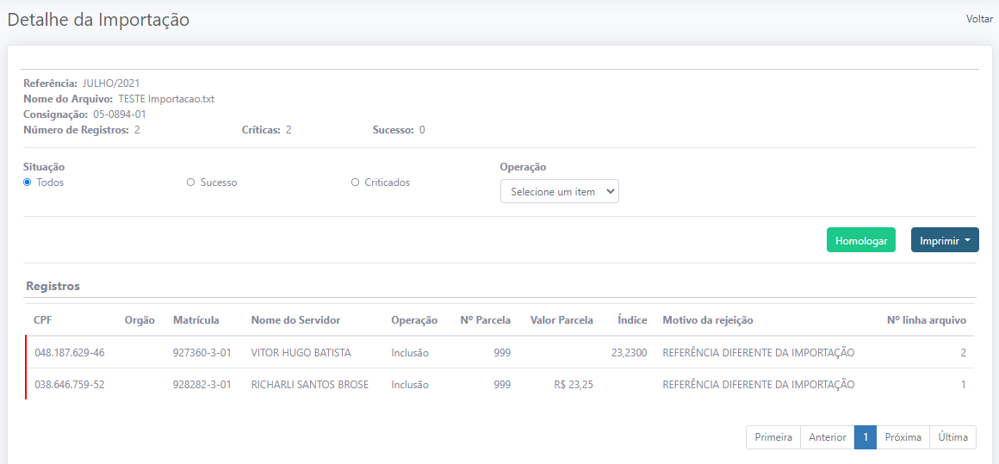 Detalhe da Importação
Voltar
Referência: JULHO/2021
Nome do Arquivo: TESTE Importacao.txt
Consignação: 05-0894-01
Número de Registros: 2 Críticas: 2 Sucesso: 0
Situação Operação
Todos Sucesso Criticados Selecione um item
Homologar Imprimir
Registros
CPF Orgão Matrícula Nome do Servidor Operação Nº Parcela Valor Parcela Índice Motivo da rejeição Nº linha arquivo
048.187.629-46 927360-3-01 VITOR HUGO BATISTA Inclusão 999 23,2300 REFERÊNCIA DIFERENTE DA IMPORTAÇÃO 2
038.646.759-52 928282-3-01 RICHARLI SANTOS BROSE Inclusão 999 R$ 23,25 REFERÊNCIA DIFERENTE DA IMPORTAÇÃO 1
Primeira Anterior 1 Próxima Última